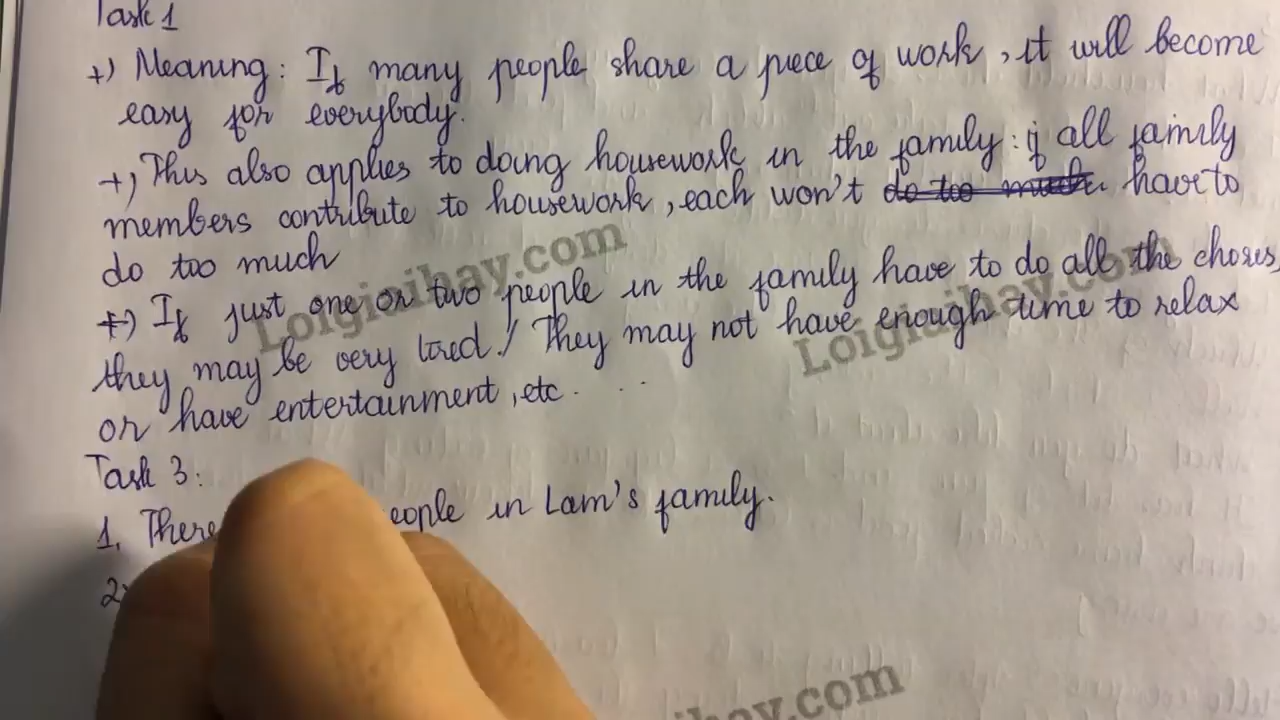 Task 1
+) Meaning: If many people share a piece of work, it will become
easy for everybody.
+) This also applies to doing housework in the family: if all family
members contribute to housework, each won't do too much have to
do too much
+) If just one or two people in the family have to do all the chores,
they may be very tired. They may not have enough time to relax
or have entertainment, etc. . .
Task 3:
1. There people in Lam's family.
2.
Loigiaihay.com
Loigiaihay.com
Loigiaihay.com